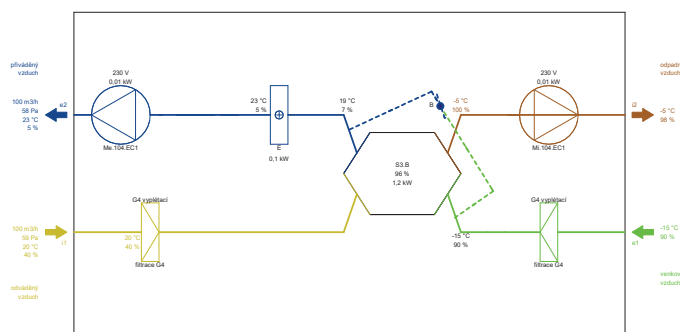 přiváděný
vzduch
100 m3/h
58 Pa
23 °C
5 %
e2
230 V
0,01 kW
Me.104.EC1
23 °C
5 %
E
0,1 kW
19 °C
7 %
B
-5 °C
100 %
230 V
0,01 kW
Mi.104.EC1
odpadní
vzduch
i2
-5 °C
98 %
S3.B
96 %
1,2 kW
100 m3/h
59 Pa
20 °C
40 %
i1
odváděný
vzduch
G4 vyplétací
20 °C
40 %
filtrace G4
-15 °C
90 %
G4 vyplétací
filtrace G4
e1
-15 °C
90 %
vzduch